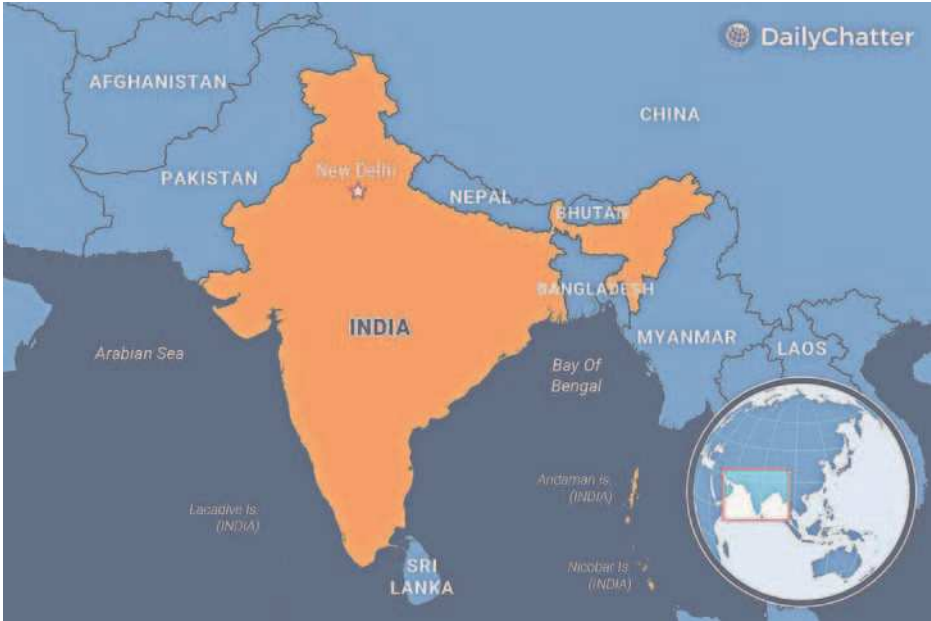 DailyChatter
AFGHANISTAN
CHINA
PAKISTAN
New Delhi
NEPAL
BHUTAN
BANGLADESH
INDIA
MYANMAR
LAOS
Arabian Sea
Bay Of
Bengal
Andaman Is.
(INDIA)
Lacadive Is.
(INDIA)
Nicobar Is.
(INDIA)
SRI
LANKA